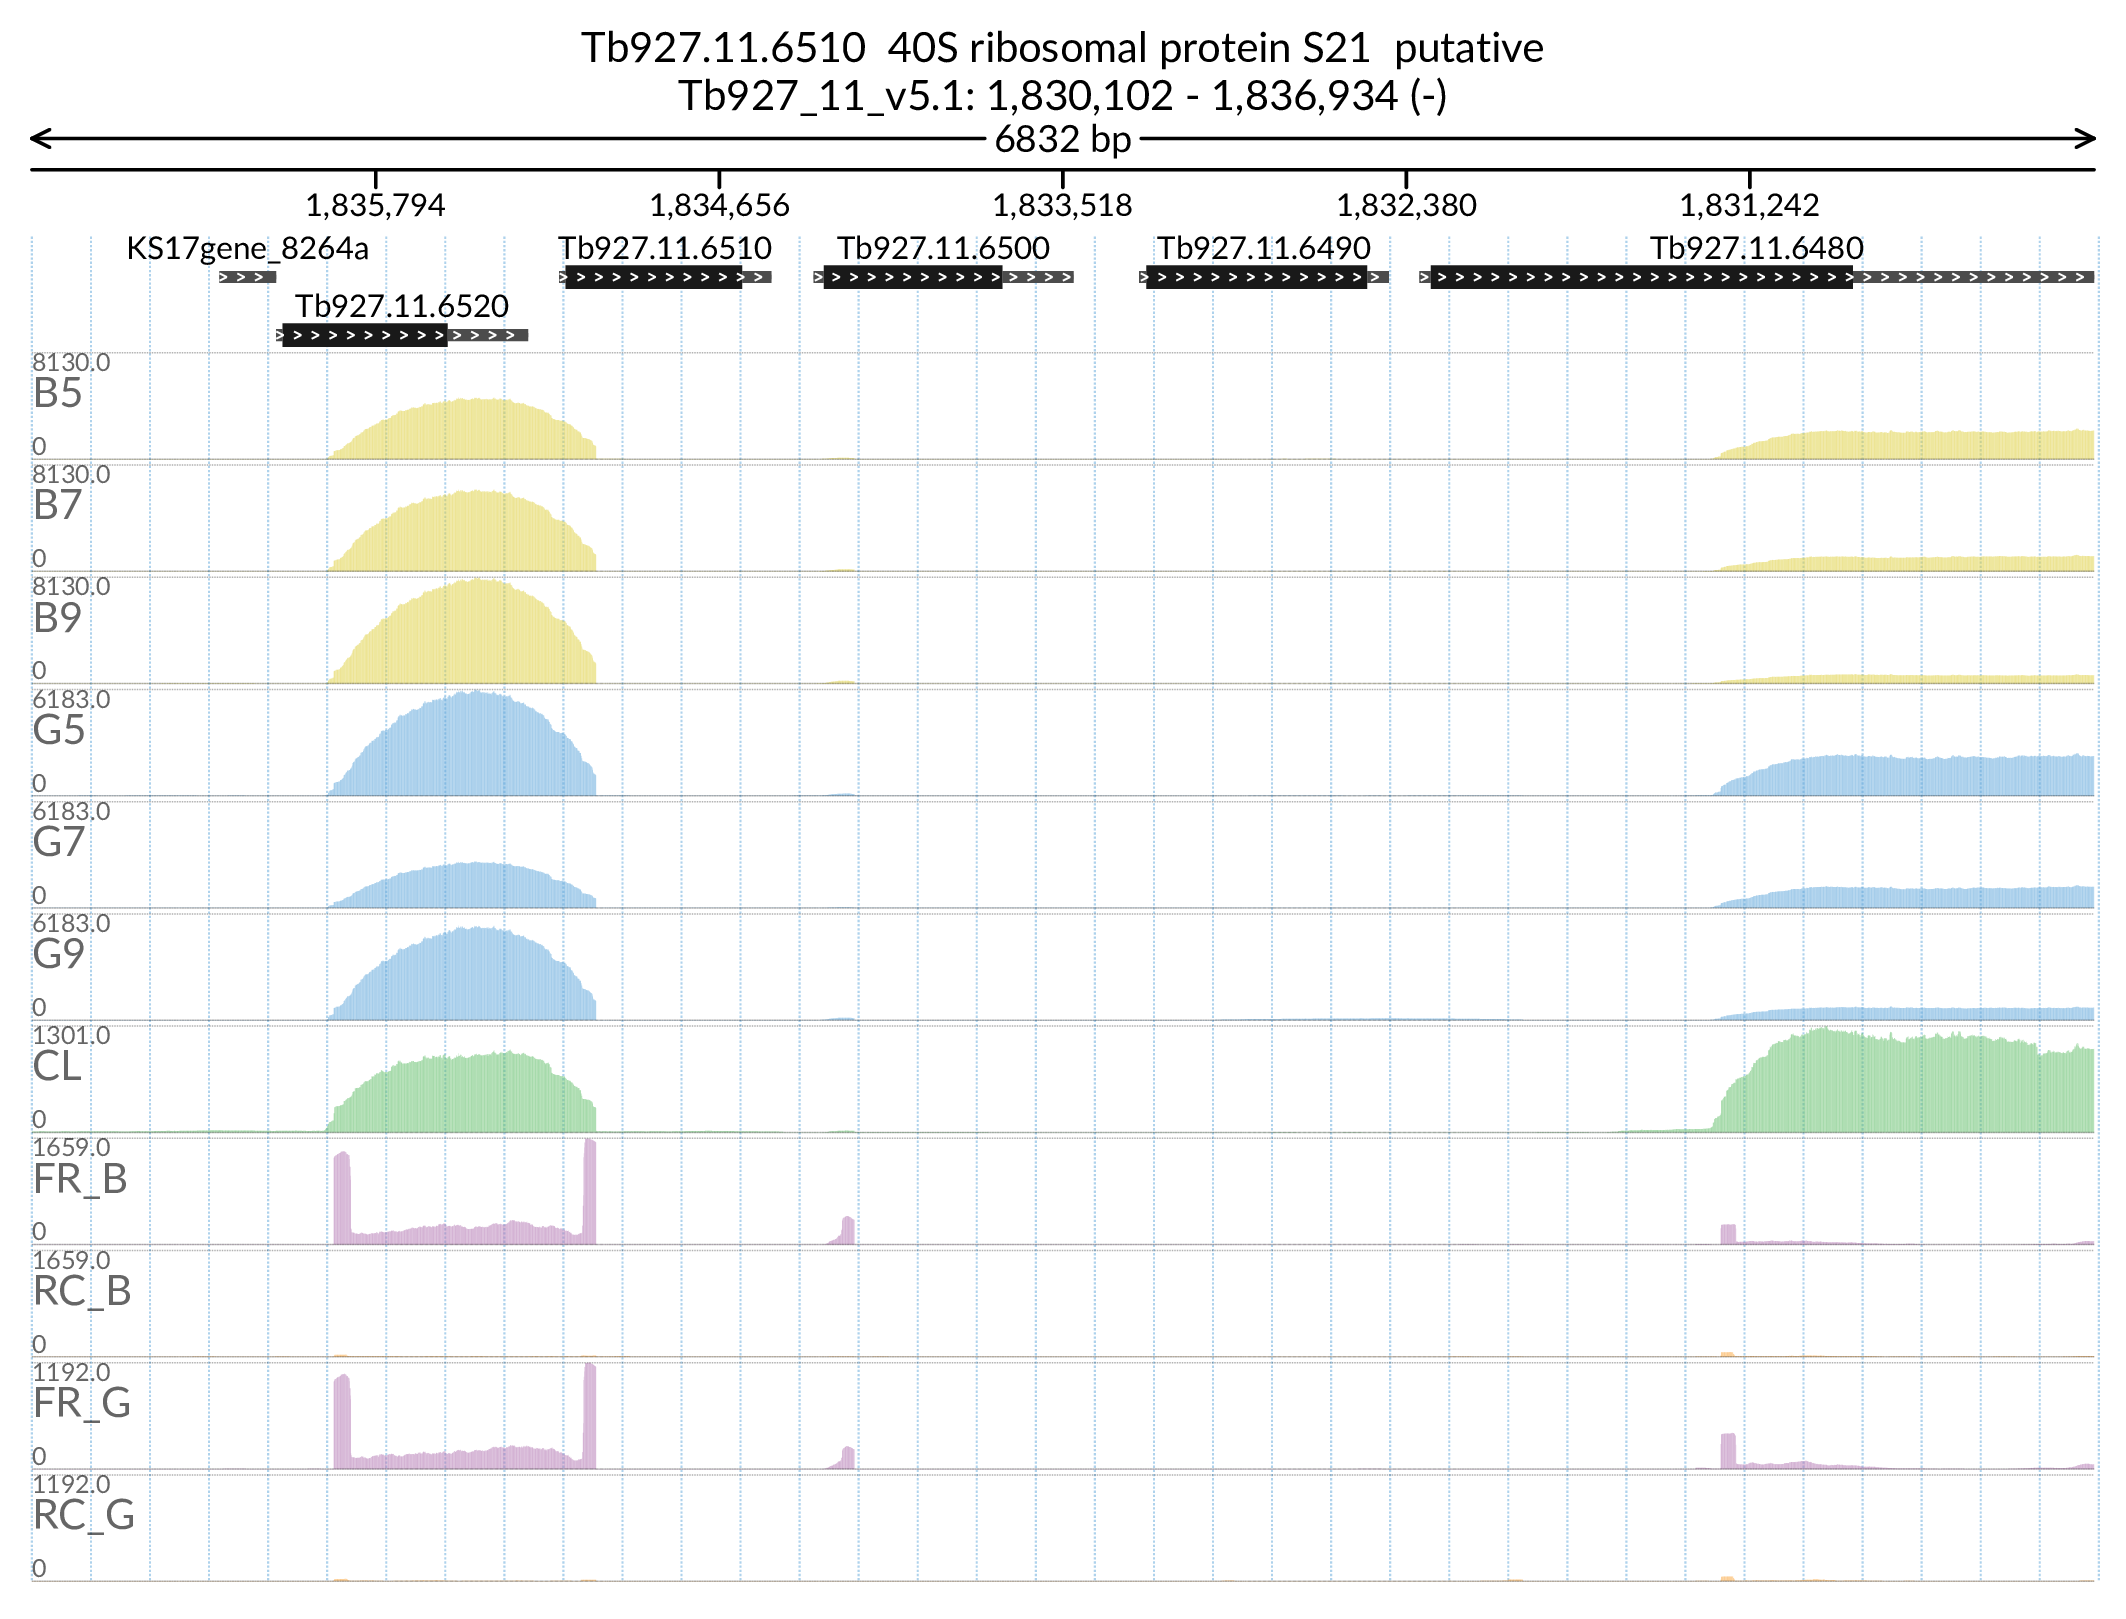 Tb927.11.6510  40S ribosomal protein S21  putative
Tb927_11_v5.1: 1,830,102 - 1,836,934 (-)
6832 bp
1,835,794 1,834,656 1,833,518 1,832,380 1,831,242
KS17gene_8264a Tb927.11.6510 Tb927.11.6500 Tb927.11.6490 Tb927.11.6480
Tb927.11.6520
8130.0
B5
0
8130.0
B7
0
8130.0
B9
0
6183.0
G5
0
6183.0
G7
0
6183.0
G9
0
1301.0
CL
0
1659.0
FR_B
0
1659.0
RC_B
0
1192.0
FR_G
0
1192.0
RC_G
0